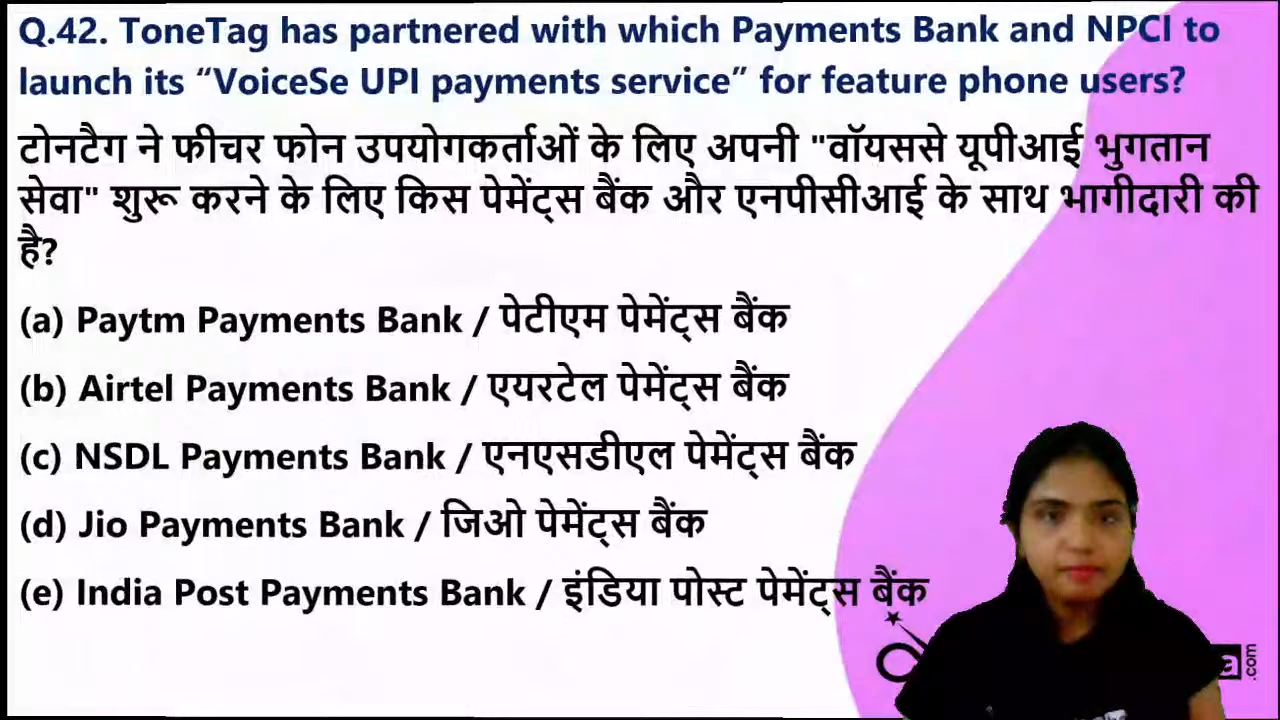 Q.42. ToneTag has partnered with which Payments Bank and NPCI to
launch its “VoiceSe UPI payments service” for feature phone users?
टोनटैग ने फीचर फोन उपयोगकर्ताओं के लिए अपनी "वॉयससे यूपीआई भुगतान
सेवा" शुरू करने के लिए किस पेमेंट्स बैंक और एनपीसीआई के साथ भागीदारी की
है?
(a) Paytm Payments Bank / पेटीएम पेमेंट्स बैंक
(b) Airtel Payments Bank / एयरटेल पेमेंट्स बैंक
(c) NSDL Payments Bank / एनएसडीएल पेमेंट्स बैंक
(d) Jio Payments Bank / जिओ पेमेंट्स बैंक
(e) India Post Payments Bank / इंडिया पोस्ट पेमेंट्स बैंक
.com